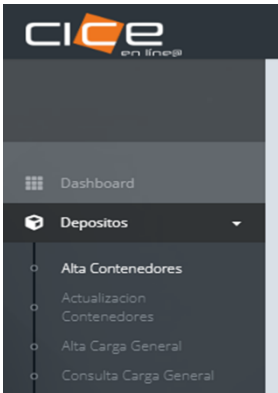 CICE
en líne@
Dashboard
Depositos
Alta Contenedores
Actualizacion
Contenedores
Alta Carga General
Consulta Carga General